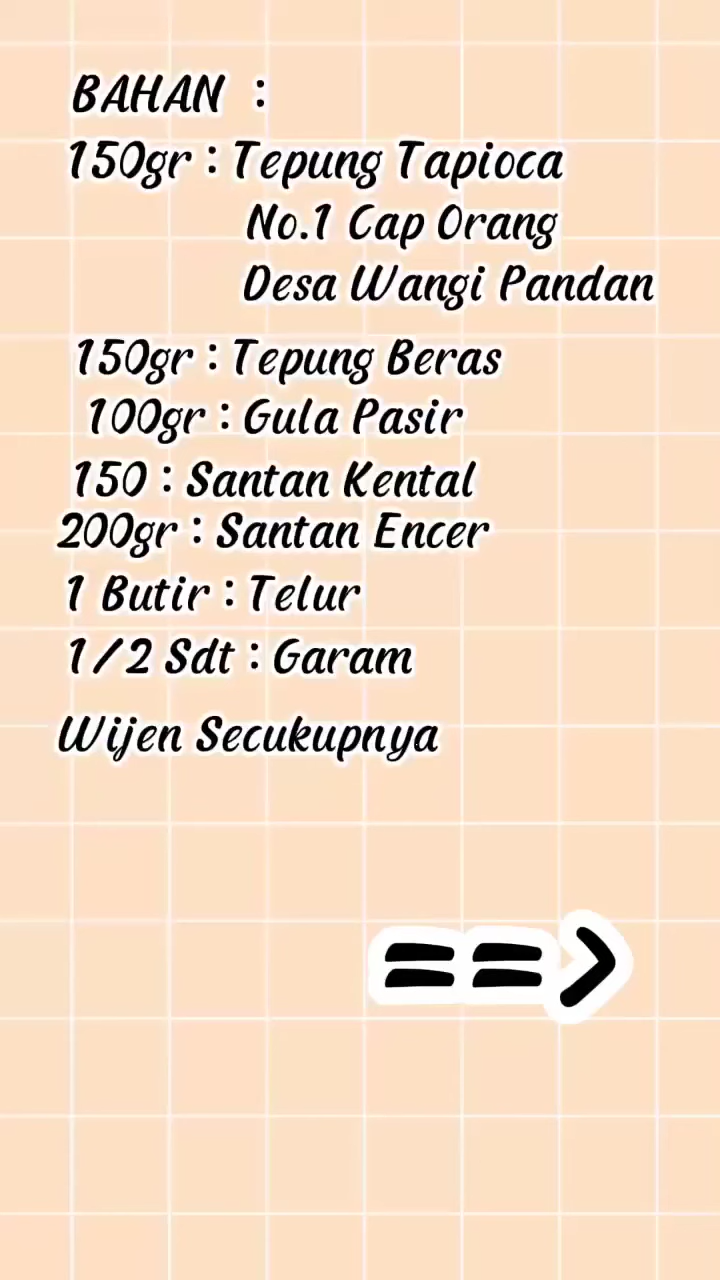 BAHAN :
150gr : Tepung Tapioca
No.1 Cap Orang
Desa Wangi Pandan
150gr : Tepung Beras
100gr : Gula Pasir
150 : Santan Kental
200gr : Santan Encer
1 Butir : Telur
1/2 Sdt : Garam
Wijen Secukupnya
==>